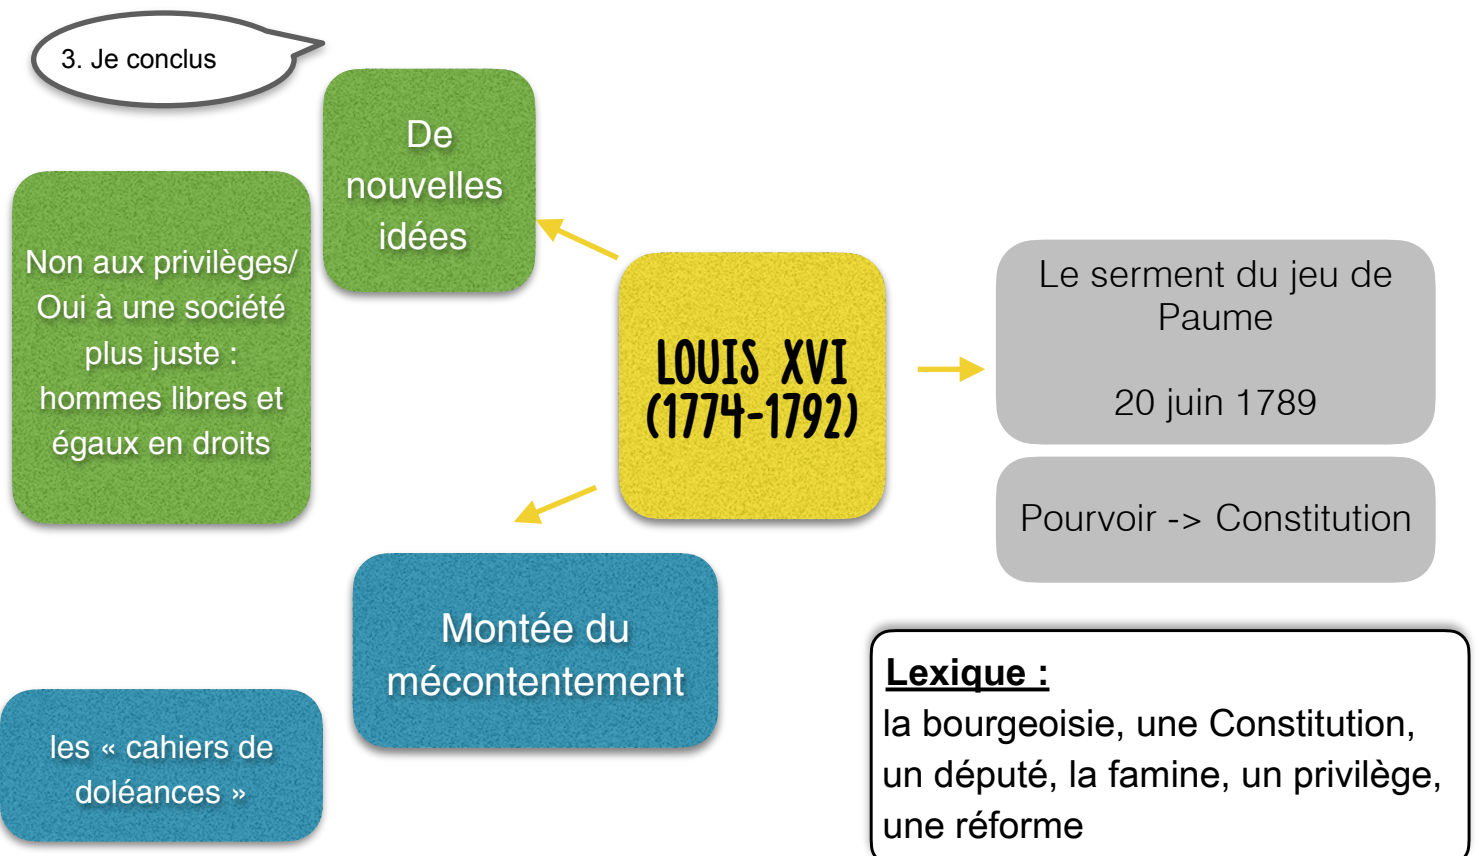 3. Je conclus
De
nouvelles
idées
Non aux privilèges/
Oui à une société
plus juste :
hommes libres et
égaux en droits
LOUIS XVI
(1774-1792)
Le serment du jeu de
Paume
20 juin 1789
Pourvoir -> Constitution
Montée du
mécontentement
les « cahiers de
doléances »
Lexique :
la bourgeoisie, une Constitution,
un député, la famine, un privilège,
une réforme